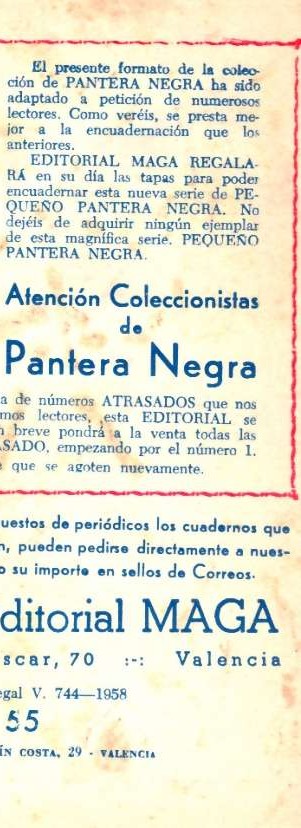 El presente formato de la colec-
ción de PANTERA NEGRA ha sido
adaptado a petición de numerosos
lectores. Como veréis, se presta me-
jor a la encuadernación que los
anteriores.
EDITORIAL MAGA REGALA-
RÁ en su día las tapas para poder
encuadernar esta nueva serie de PE-
QUEÑO PANTERA NEGRA. No
dejéis de adquirir ningún ejemplar
de esta magnífica serie. PEQUEÑO
PANTERA NEGRA.
Atención Coleccionistas
de
Pantera Negra
a de números ATRASADOS que nos
mos lectores, esta EDITORIAL se
n breve pondrá a la venta todas las
ASADO, empezando por el número 1.
que se agoten nuevamente.
uestos de periódicos los cuadernos que
n, pueden pedirse directamente a nues-
o su importe en sellos de Correos.
ditorial MAGA
scar, 70 :-: Valencia
egal V. 744—1958
55
ÍN COSTA, 29 - VALENCIA